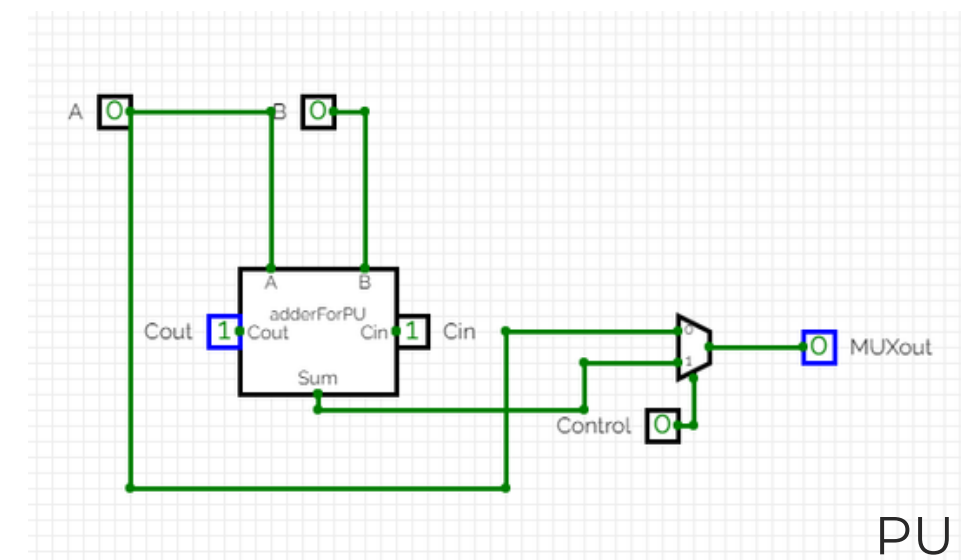 A 0 B 0
A B
adderForPU
Cout 1 Cout Cin 1 Cin
Sum
0
1
0 MUXout
Control 0
PU